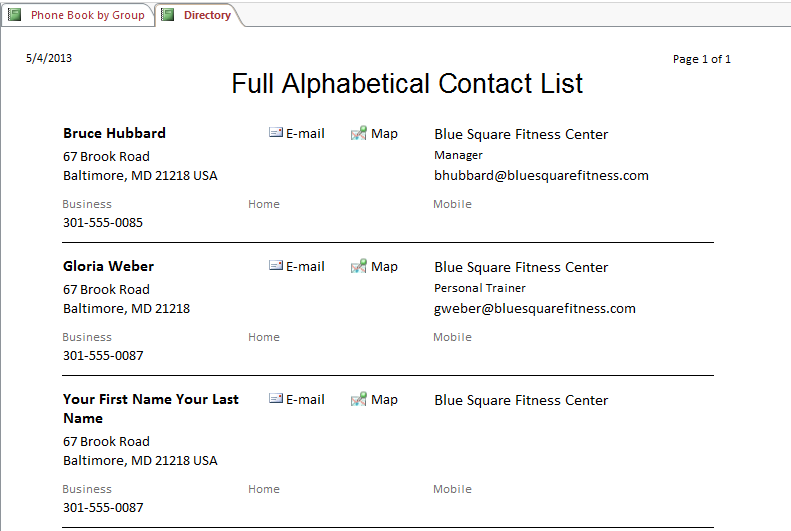 Phone Book by Group Directory
5/4/2013 Page 1 of 1
Full Alphabetical Contact List
Bruce Hubbard E-mail Map Blue Square Fitness Center
67 Brook Road Manager
Baltimore, MD 21218 USA bhubbard@bluesquarefitness.com
Business Home Mobile
301-555-0085
Gloria Weber E-mail Map Blue Square Fitness Center
67 Brook Road Personal Trainer
Baltimore, MD 21218 gweber@bluesquarefitness.com
Business Home Mobile
301-555-0087
Your First Name Your Last E-mail Map Blue Square Fitness Center
Name
67 Brook Road
Baltimore, MD 21218 USA
Business Home Mobile
301-555-0087